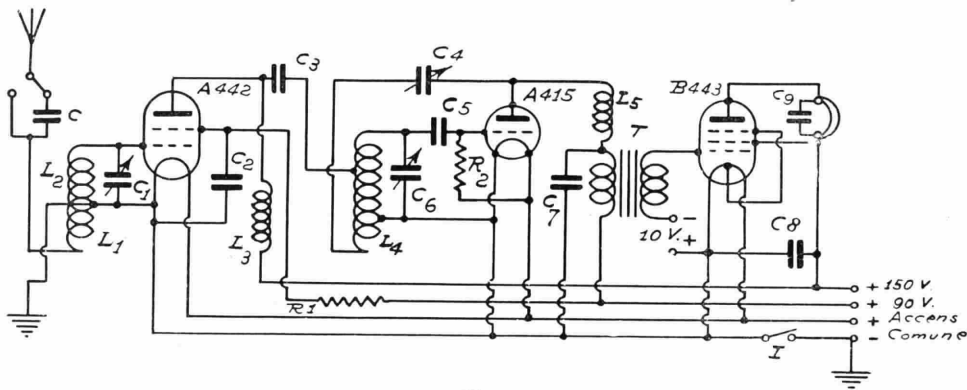 C
L2
L1
C1
A442
C2
C3
L3
R1
C4
L4
C6
C5
R2
A415
L5
C7
T
10 V.
-
+
B443
C9
C8
+ 150 V.
+ 90 V.
+ Accens
- Comune
I